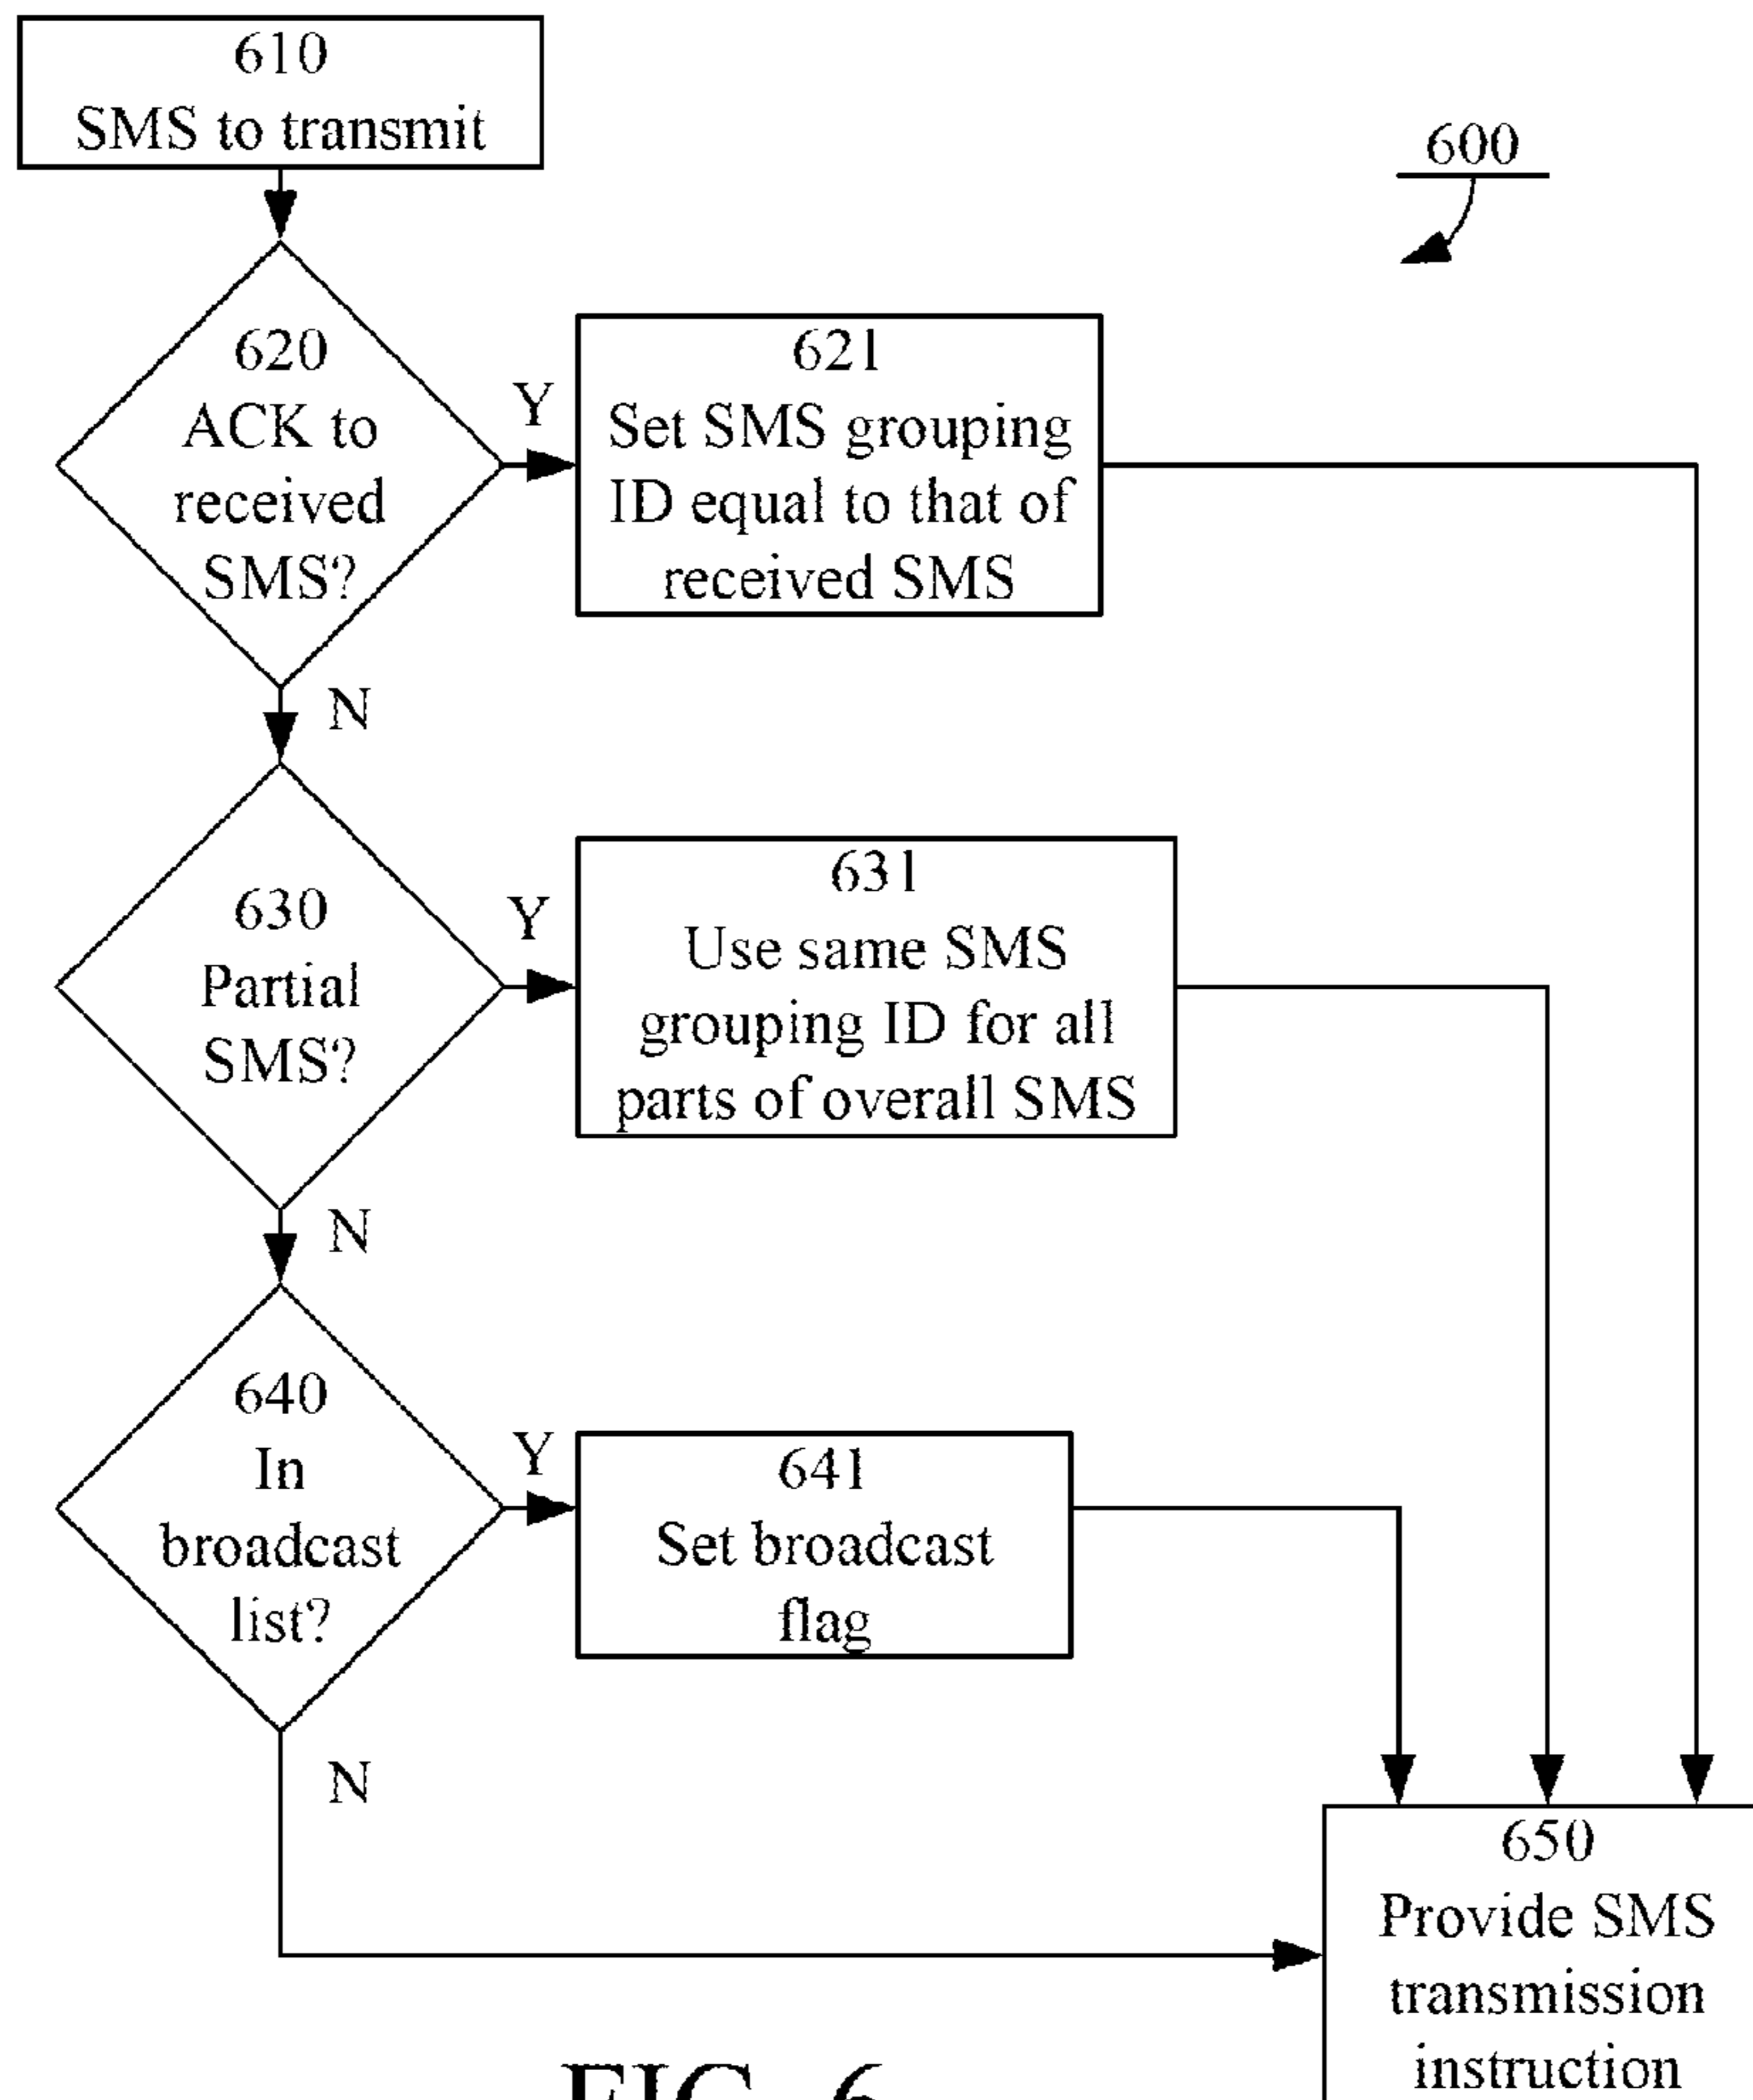 610
SMS to transmit
600
620
ACK to
received
SMS?
Y
621
Set SMS grouping
ID equal to that of
received SMS
N
630
Partial
SMS?
Y
631
Use same SMS
grouping ID for all
parts of overall SMS
N
640
In
broadcast
list?
Y
641
Set broadcast
flag
N
650
Provide SMS
transmission
instruction
FIG. 6